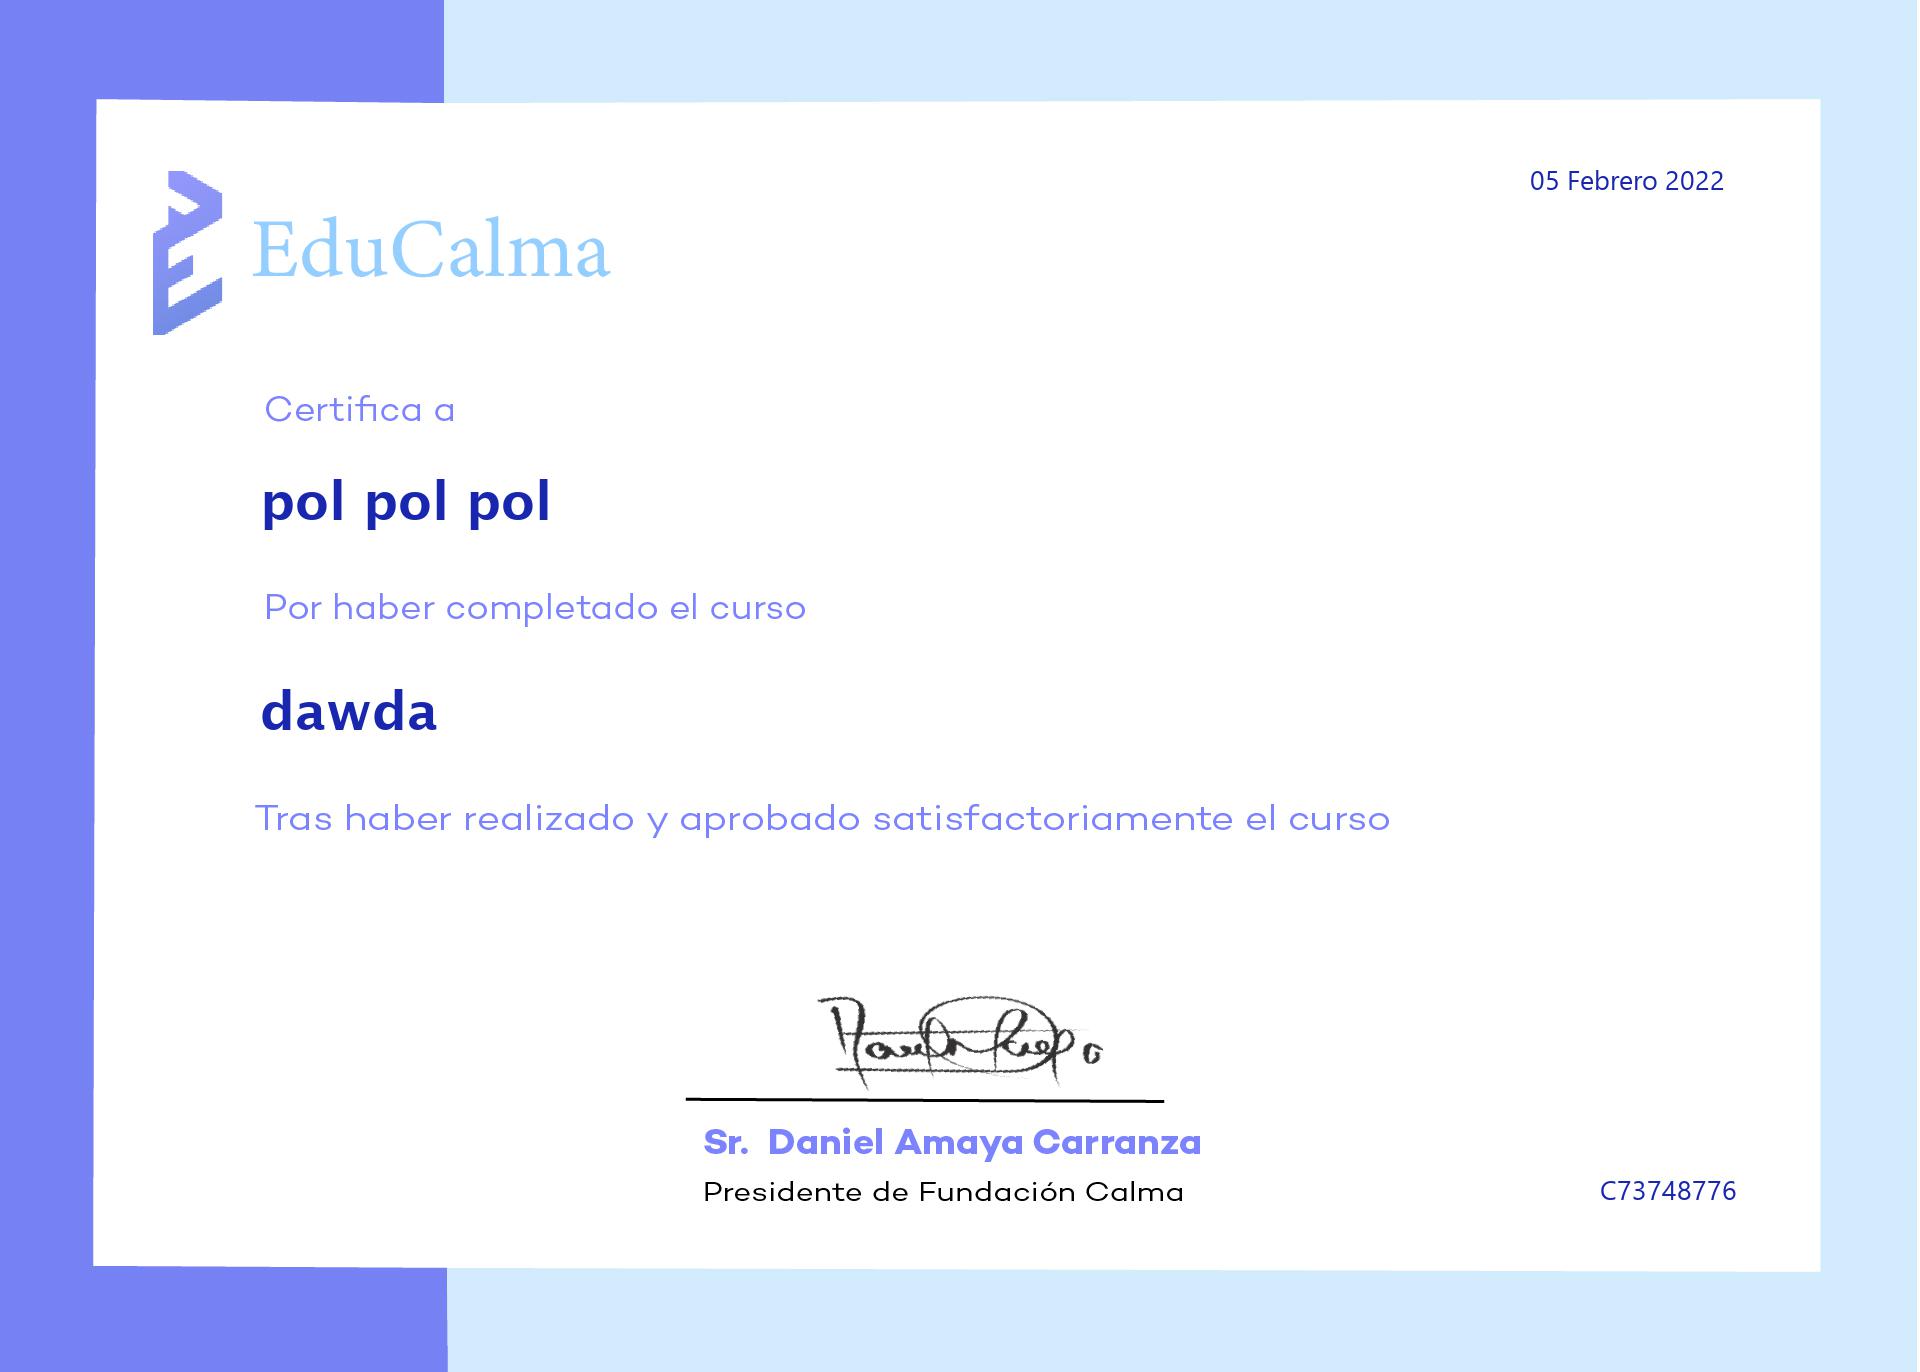 05 Febrero 2022
EduCalma
Certifica a
pol pol pol
Por haber completado el curso
dawda
Tras haber realizado y aprobado satisfactoriamente el curso
Sr. Daniel Amaya Carranza
Presidente de Fundación Calma
C73748776